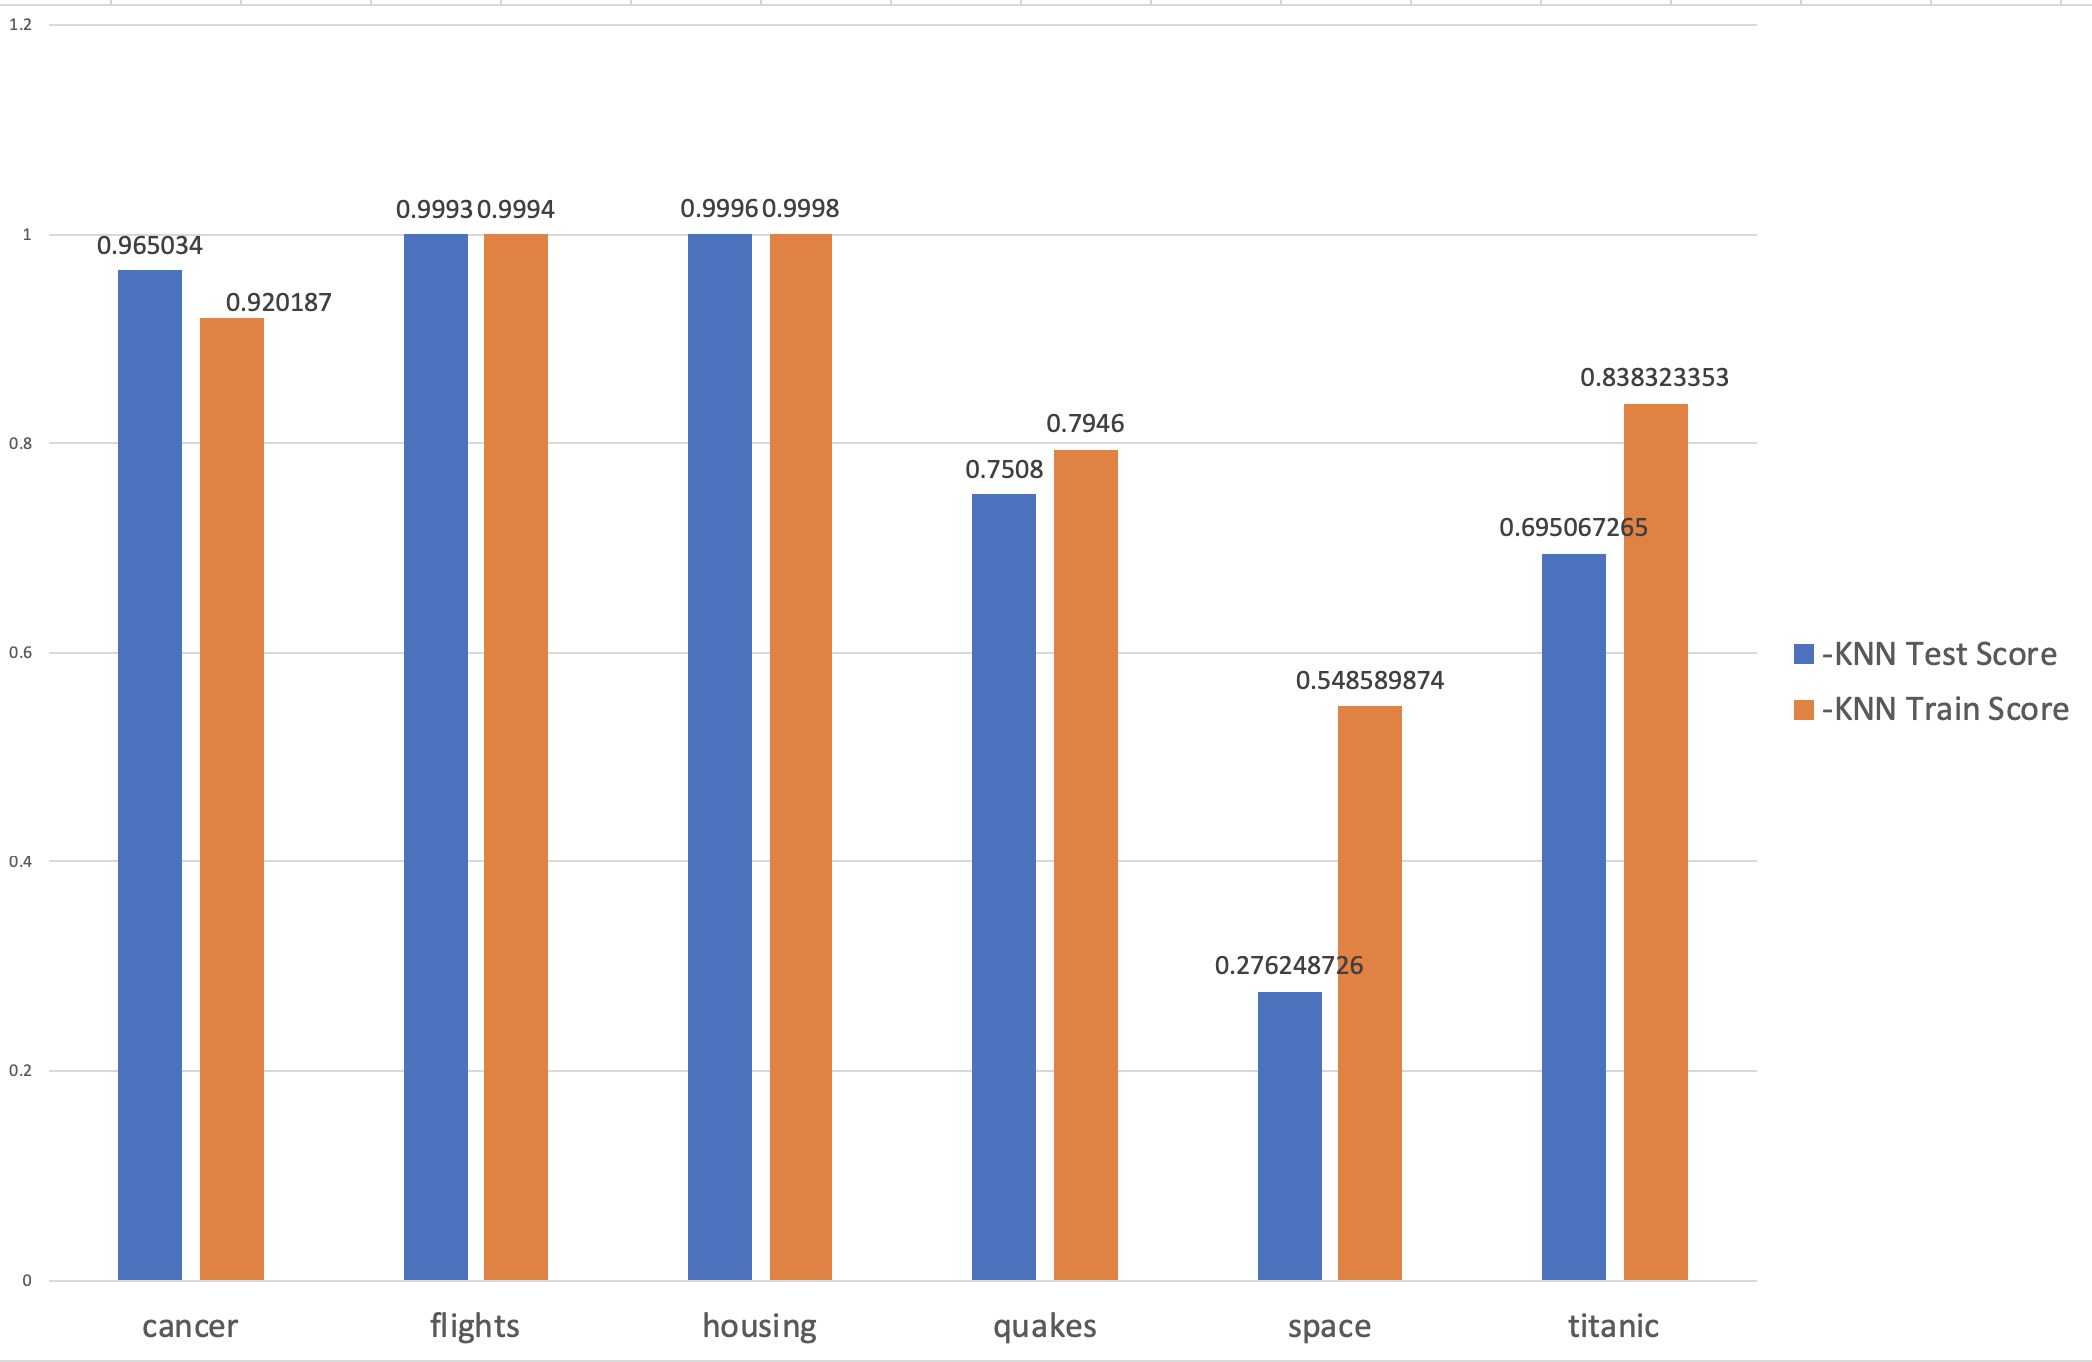 1.2
1
0.8
0.6
0.4
0.2
0
0.965034
0.920187
0.9993
0.9994
0.9996
0.9998
0.7508
0.7946
0.276248726
0.548589874
0.695067265
0.838323353
cancer
flights
housing
quakes
space
titanic
-KNN Test Score
-KNN Train Score